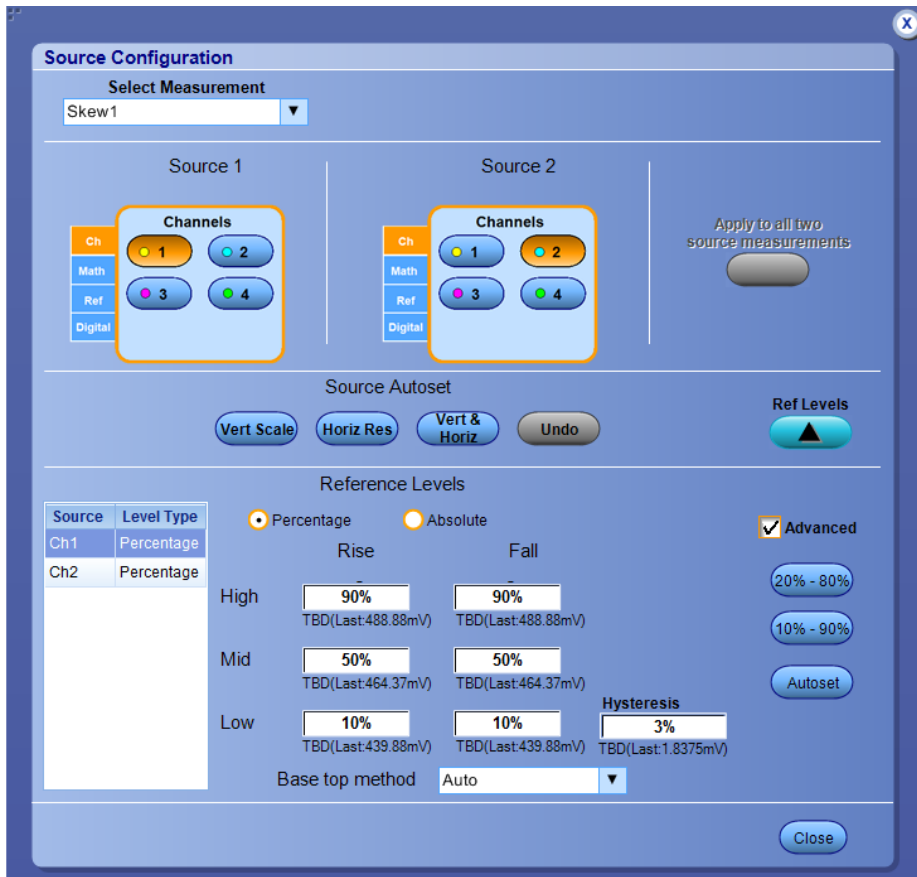 X
Source Configuration
Select Measurement
Skew1
Source 1
Source 2
Channels
Ch
Math
Ref
Digital
1
2
3
4
Channels
Ch
Math
Ref
Digital
1
2
3
4
Apply to all two
source measurements
Source Autoset
Vert Scale
Horiz Res
Vert &
Horiz
Undo
Ref Levels
Reference Levels
Source Level Type
Ch1 Percentage
Ch2 Percentage
Percentage
Absolute
Advanced
Rise
Fall
High
90%
90%
TBD(Last:488.88mV)
TBD(Last:488.88mV)
20% - 80%
10% - 90%
Mid
50%
50%
TBD(Last:464.37mV)
TBD(Last:464.37mV)
Autoset
Low
10%
10%
TBD(Last:439.88mV)
TBD(Last:439.88mV)
Hysteresis
3%
TBD(Last:1.8375mV)
Base top method
Auto
Close